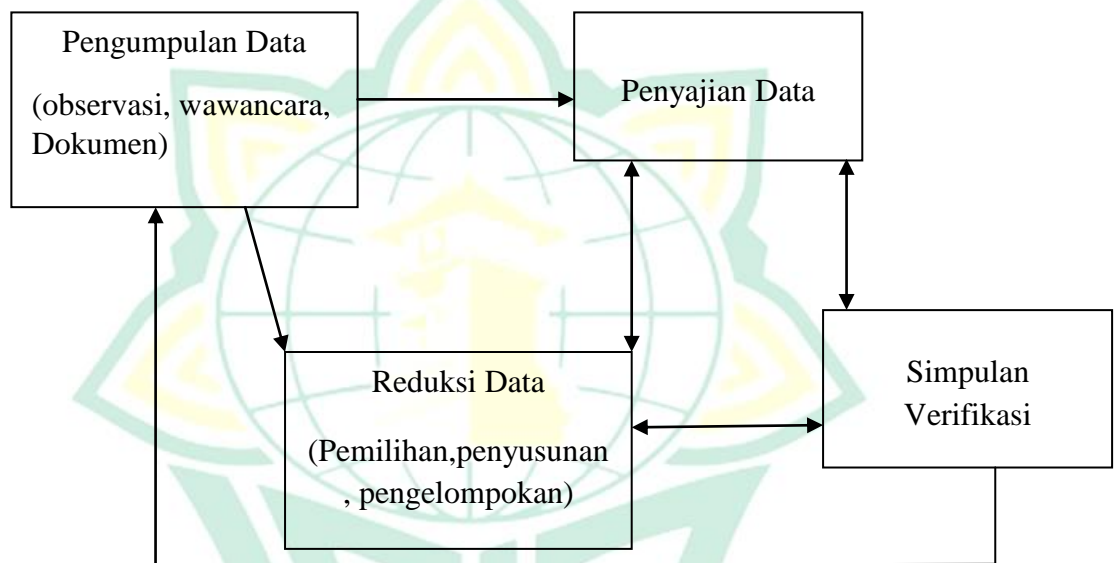 Pengumpulan Data
(observasi, wawancara,
Dokumen)
Penyajian Data
Reduksi Data
(Pemilihan,penyusunan
, pengelompokan)
Simpulan
Verifikasi